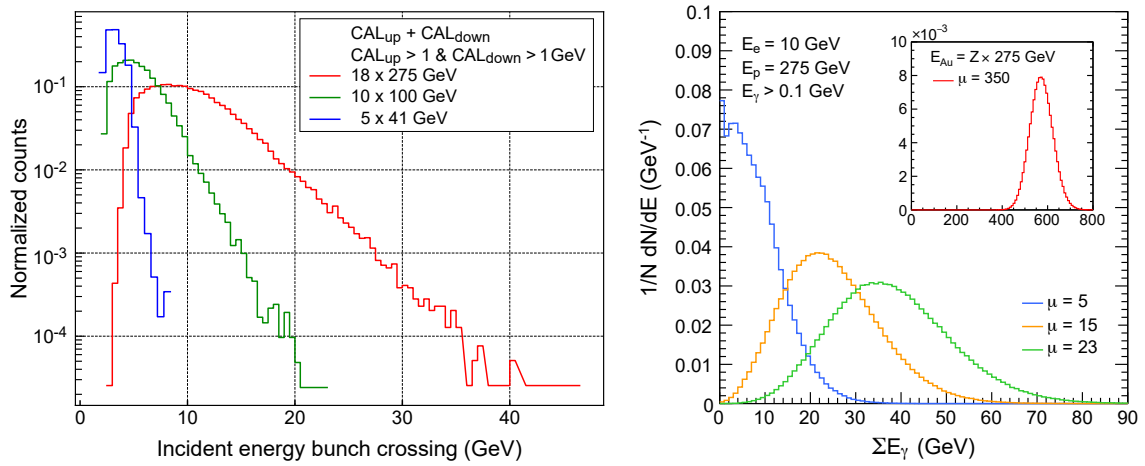 CAL_up + CAL_down
CAL_up > 1 & CAL_down > 1 GeV
18 x 275 GeV
10 x 100 GeV
5 x 41 GeV
Normalized counts
10⁻¹
10⁻²
10⁻³
10⁻⁴
0 10 20 30 40
Incident energy bunch crossing (GeV)
E_e = 10 GeV
E_p = 275 GeV
E_γ > 0.1 GeV
×10⁻³
E_Au = Z × 275 GeV
μ = 350
8
6
4
2
0
0 200 400 600 800
μ = 5
μ = 15
μ = 23
1/N dN/dE (GeV⁻¹)
0.1
0.09
0.08
0.07
0.06
0.05
0.04
0.03
0.02
0.01
0
0 10 20 30 40 50 60 70 80 90
ΣE_γ (GeV)